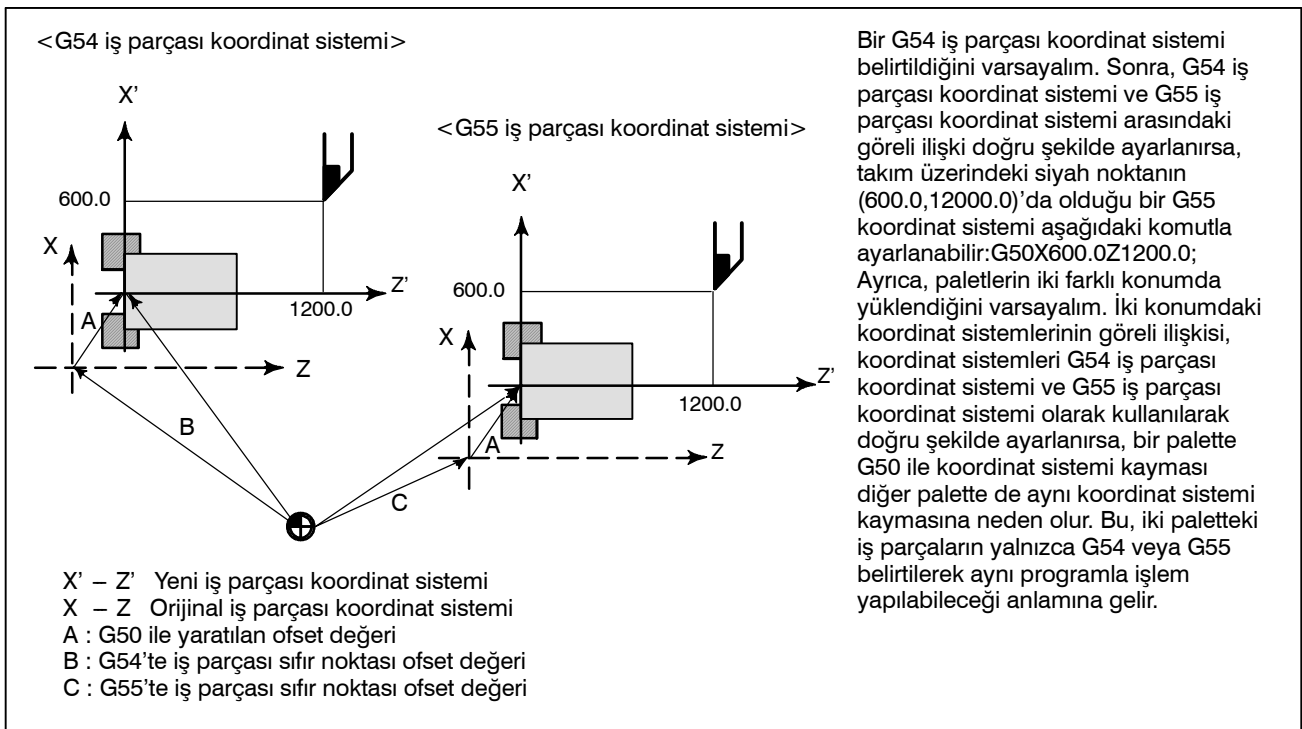 <G54 iş parçası koordinat sistemi>
X’
600.0
X
A
Z’
1200.0
Z
B
<G55 iş parçası koordinat sistemi>
X’
600.0
X
A
Z’
1200.0
Z
C
X’ – Z’ Yeni iş parçası koordinat sistemi
X – Z Orijinal iş parçası koordinat sistemi
A : G50 ile yaratılan ofset değeri
B : G54’te iş parçası sıfır noktası ofset değeri
C : G55’te iş parçası sıfır noktası ofset değeri
Bir G54 iş parçası koordinat sistemi
belirtildiğini varsayalım. Sonra, G54 iş
parçası koordinat sistemi ve G55 iş
parçası koordinat sistemi arasındaki
göreli ilişki doğru şekilde ayarlanırsa,
takım üzerindeki siyah noktanın
(600.0,12000.0)’da olduğu bir G55
koordinat sistemi aşağıdaki komutla
ayarlanabilir:G50X600.0Z1200.0;
Ayrıca, paletlerin iki farklı konumda
yüklendiğini varsayalım. İki konumdaki
koordinat sistemlerinin göreli ilişkisi,
koordinat sistemleri G54 iş parçası
koordinat sistemi ve G55 iş parçası
koordinat sistemi olarak kullanılarak
doğru şekilde ayarlanırsa, bir palette
G50 ile koordinat sistemi kayması
diğer palette de aynı koordinat sistemi
kaymasına neden olur. Bu, iki paletteki
iş parçaların yalnızca G54 veya G55
belirtilerek aynı programla işlem
yapılabileceği anlamına gelir.